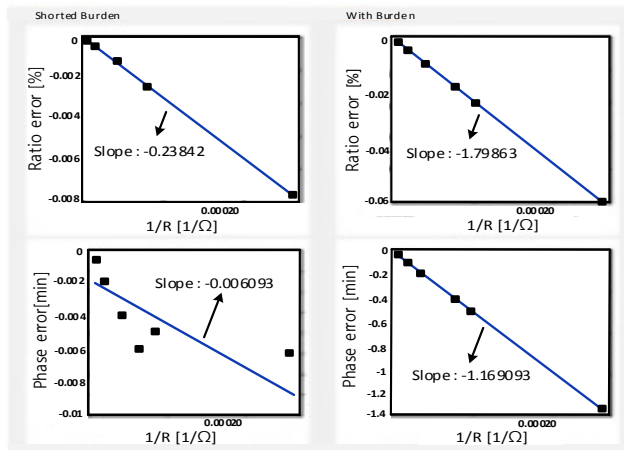 Shorted Burden
With Burden
Ratio error [%]
0
-0.002
-0.004
-0.006
-0.008
Slope : -0.23842
0.00020
1/R [1/Ω]
Ratio error [%]
0
-0.02
-0.04
-0.06
Slope : -1.79863
0.00020
1/R [1/Ω]
Phase error[min]
0
-0.002
-0.004
-0.006
-0.008
-0.01
Slope : -0.006093
0.00020
1/R [1/Ω]
Phase error [min]
0
-0.2
-0.4
-0.6
-0.8
-1
-1.2
-1.4
Slope : -1.169093
0.00020
1/R [1/Ω]